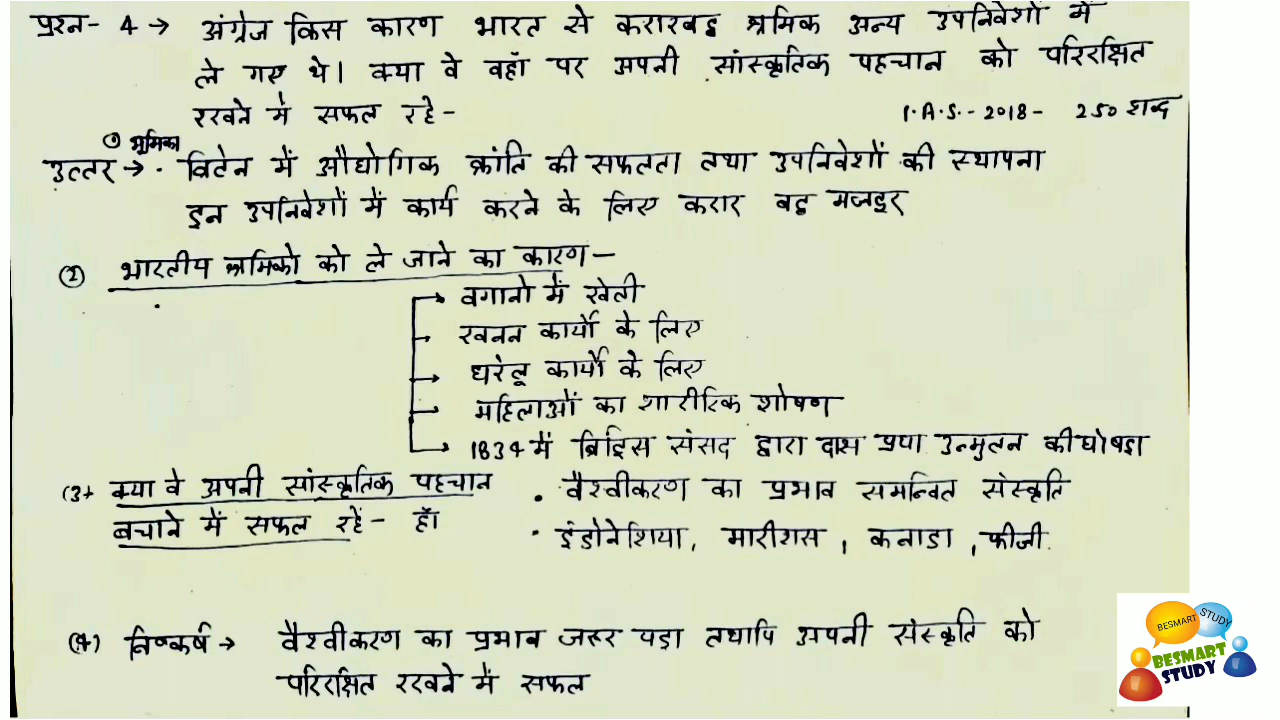 प्रश्न- 4 → अंग्रेज किस कारण भारत से करारबद्ध श्रमिक अन्य उपनिवेशों में
ले गए थे। क्या वे वहाँ पर अपनी सांस्कृतिक पहचान को परिरक्षित
रखने में सफल रहे-
I.A.S.- 2018- 250 शब्द
① भूमिका
उत्तर → · ब्रिटेन में औद्योगिक क्रांति की सफलता तथा उपनिवेशों की स्थापना
इन उपनिवेशों में कार्य करने के लिए करार बद्ध मजदूर
(2) भारतीय श्रमिको को ले जाने का कारण-
→ वगानो में खेती
→ खनन कार्यों के लिए
→ घरेलू कार्यों के लिए
→ महिलाओं का शारीरिक शोषण
→ 1834 में ब्रिटिस संसद द्वारा दास प्रथा उन्मुलन की घोषणा
(3) क्या वे अपनी सांस्कृतिक पहचान
बचाने में सफल रहें- हाँ
· वैश्वीकरण का प्रभाव समन्वित संस्कृति
· इंडोनेशिया, मारीशस, कनाडा, फीजी.
(4) निष्कर्ष → वैश्वीकरण का प्रभाव जरूर पड़ा तथापि अपनी संस्कृति को
परिरक्षित रखने में सफल
BESMART STUDY
BESMART
STUDY